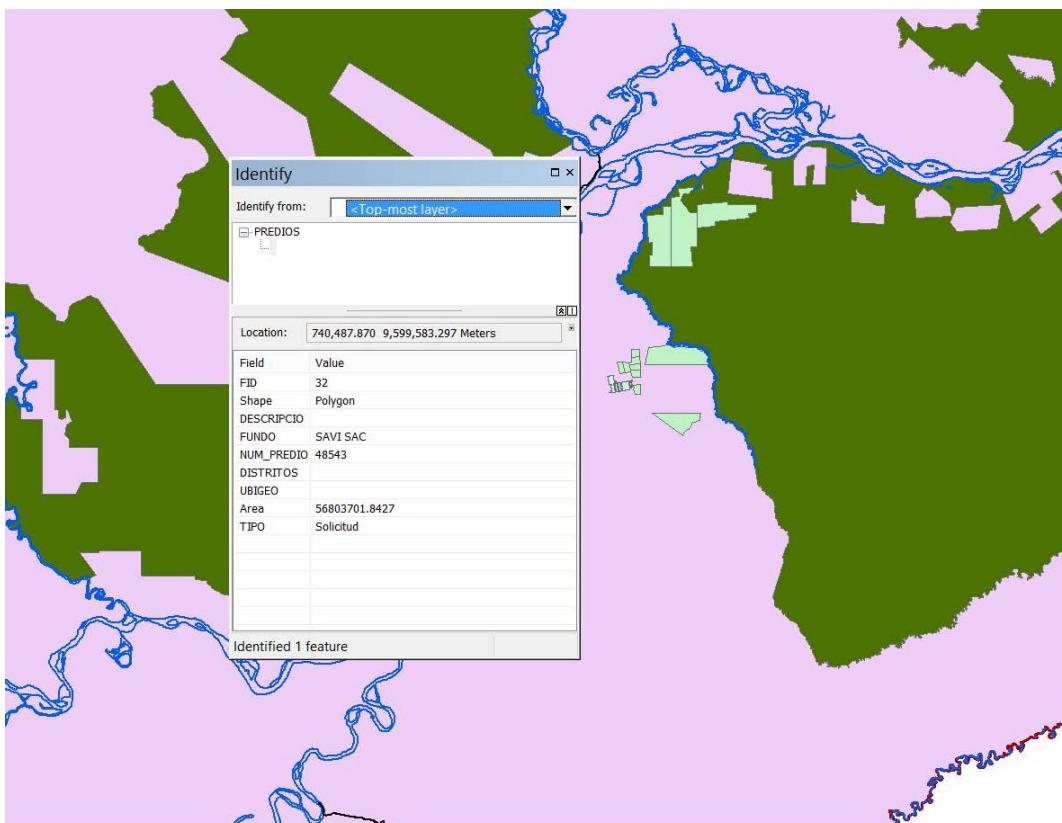 Identify
Identify from: <Top-most layer>
PREDIOS
Location: 740,487.870 9,599,583.297 Meters
Field Value
FID 32
Shape Polygon
DESCRIPCIO
FUNDO SAVI SAC
NUM_PREDIO 48543
DISTRITOS
UBIGEO
Area 56803701.8427
TIPO Solicitud
Identified 1 feature